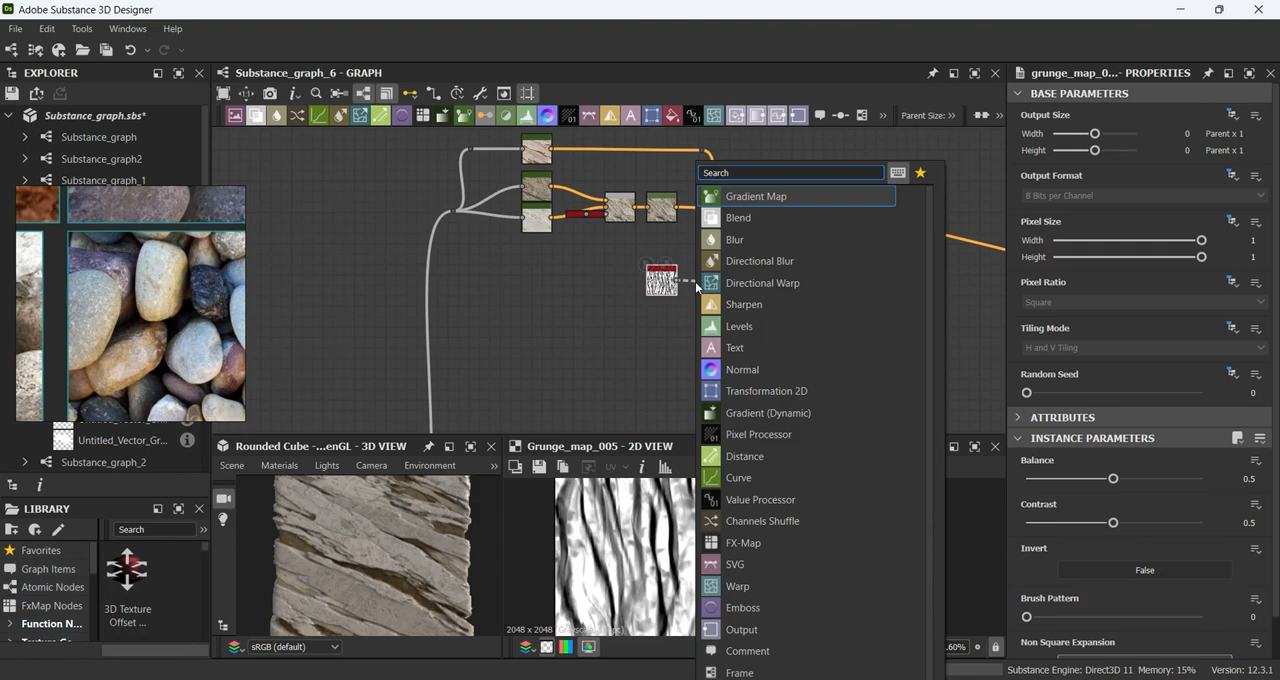 Adobe Substance 3D Designer
File Edit Tools Windows Help
EXPLORER
Substance_graph.sbs*
Substance_graph
Substance_graph2
Substance_graph_1
Untitled_Vector_Gr...
Substance_graph_2
LIBRARY
Search
Favorites
Graph Items
Atomic Nodes
FxMap Nodes
Function N...
3D Texture
Offset ...
Substance_graph_6 - GRAPH
Parent Size: >>
Search
Gradient Map
Blend
Blur
Directional Blur
Directional Warp
Sharpen
Levels
Text
Normal
Transformation 2D
Gradient (Dynamic)
Pixel Processor
Distance
Curve
Value Processor
Channels Shuffle
FX-Map
SVG
Warp
Emboss
Output
Comment
Frame
Rounded Cube -...enGL - 3D VIEW
Scene Materials Lights Camera Environment
sRGB (default)
Grunge_map_005 - 2D VIEW
UV
2048 x 2048
.60%
grunge_map_0...- PROPERTIES
BASE PARAMETERS
Output Size
Width 0 Parent x 1
Height 0 Parent x 1
Output Format
8 Bits per Channel
Pixel Size
Width 1
Height 1
Pixel Ratio
Square
Tiling Mode
H and V Tiling
Random Seed
0
ATTRIBUTES
INSTANCE PARAMETERS
Balance
0.5
Contrast
0.5
Invert
False
Brush Pattern
0
Non Square Expansion
Substance Engine: Direct3D 11 Memory: 15% Version: 12.3.1